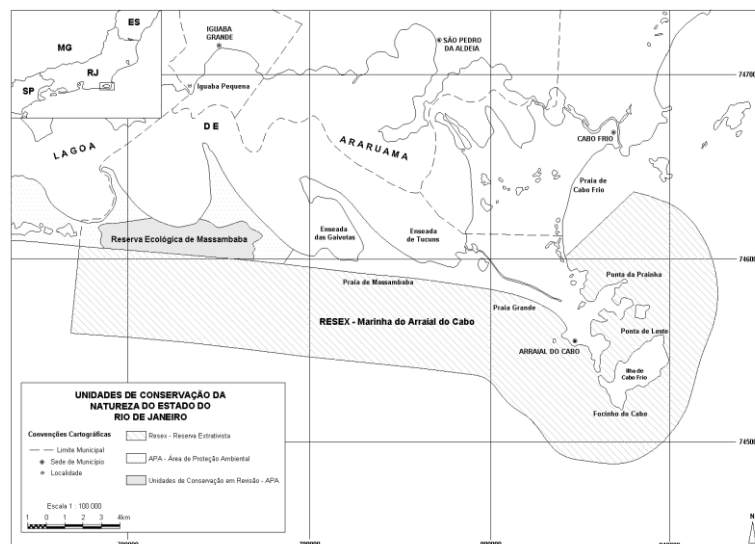 ES
MG
RJ
SP
IGUABA
GRANDE
Iguaba Pequena
SÃO PEDRO
DA ALDEIA
LAGOA
DE
ARARUAMA
CABO FRIO
Praia de
Cabo Frio
Reserva Ecológica de Massambaba
Enseada
das Gaivotas
Enseada
de Tucuns
Praia de Massambaba
Praia Grande
Ponta da Prainha
RESEX - Marinha do Arraial do Cabo
Ponta de Leste
ARRAIAL DO CABO
Ilha de
Cabo Frio
Focinho do Cabo
UNIDADES DE CONSERVAÇÃO DA
NATUREZA DO ESTADO DO
RIO DE JANEIRO
Convenções Cartográficas
Limite Municipal
Sede de Município
Localidade
Resex - Reserva Extrativista
APA - Área de Proteção Ambiental
Unidades de Conservação em Revisão - APA
Escala 1 : 100 000
1 0 1 2 3 4km
N